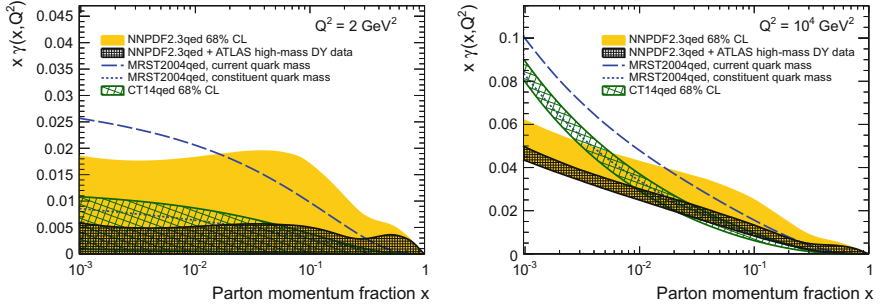 x γ(x,Q²)
Q² = 2 GeV²
0.045
0.04
0.035
0.03
0.025
0.02
0.015
0.01
0.005
0
NNPDF2.3qed 68% CL
NNPDF2.3qed + ATLAS high-mass DY data
MRST2004qed, current quark mass
MRST2004qed, constituent quark mass
CT14qed 68% CL
10⁻³ 10⁻² 10⁻¹ 1
Parton momentum fraction x
x γ(x,Q²)
Q² = 10⁴ GeV²
0.1
0.08
0.06
0.04
0.02
0
NNPDF2.3qed 68% CL
NNPDF2.3qed + ATLAS high-mass DY data
MRST2004qed, current quark mass
MRST2004qed, constituent quark mass
CT14qed 68% CL
10⁻³ 10⁻² 10⁻¹ 1
Parton momentum fraction x